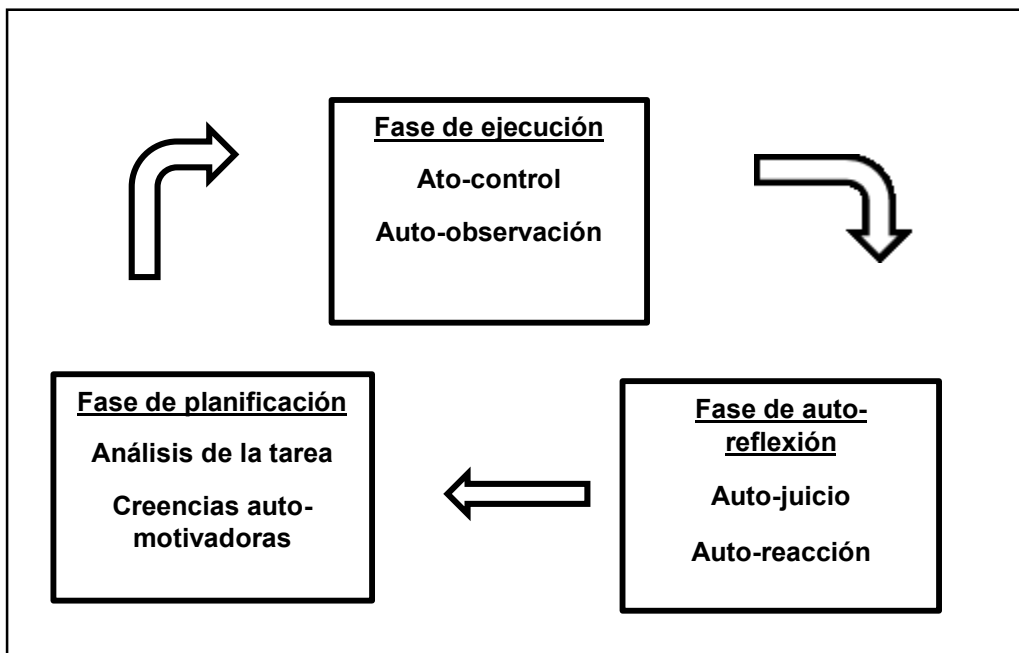 Fase de ejecución
Ato-control
Auto-observación
Fase de planificación
Análisis de la tarea
Creencias auto-
motivadoras
Fase de auto-
reflexión
Auto-juicio
Auto-reacción